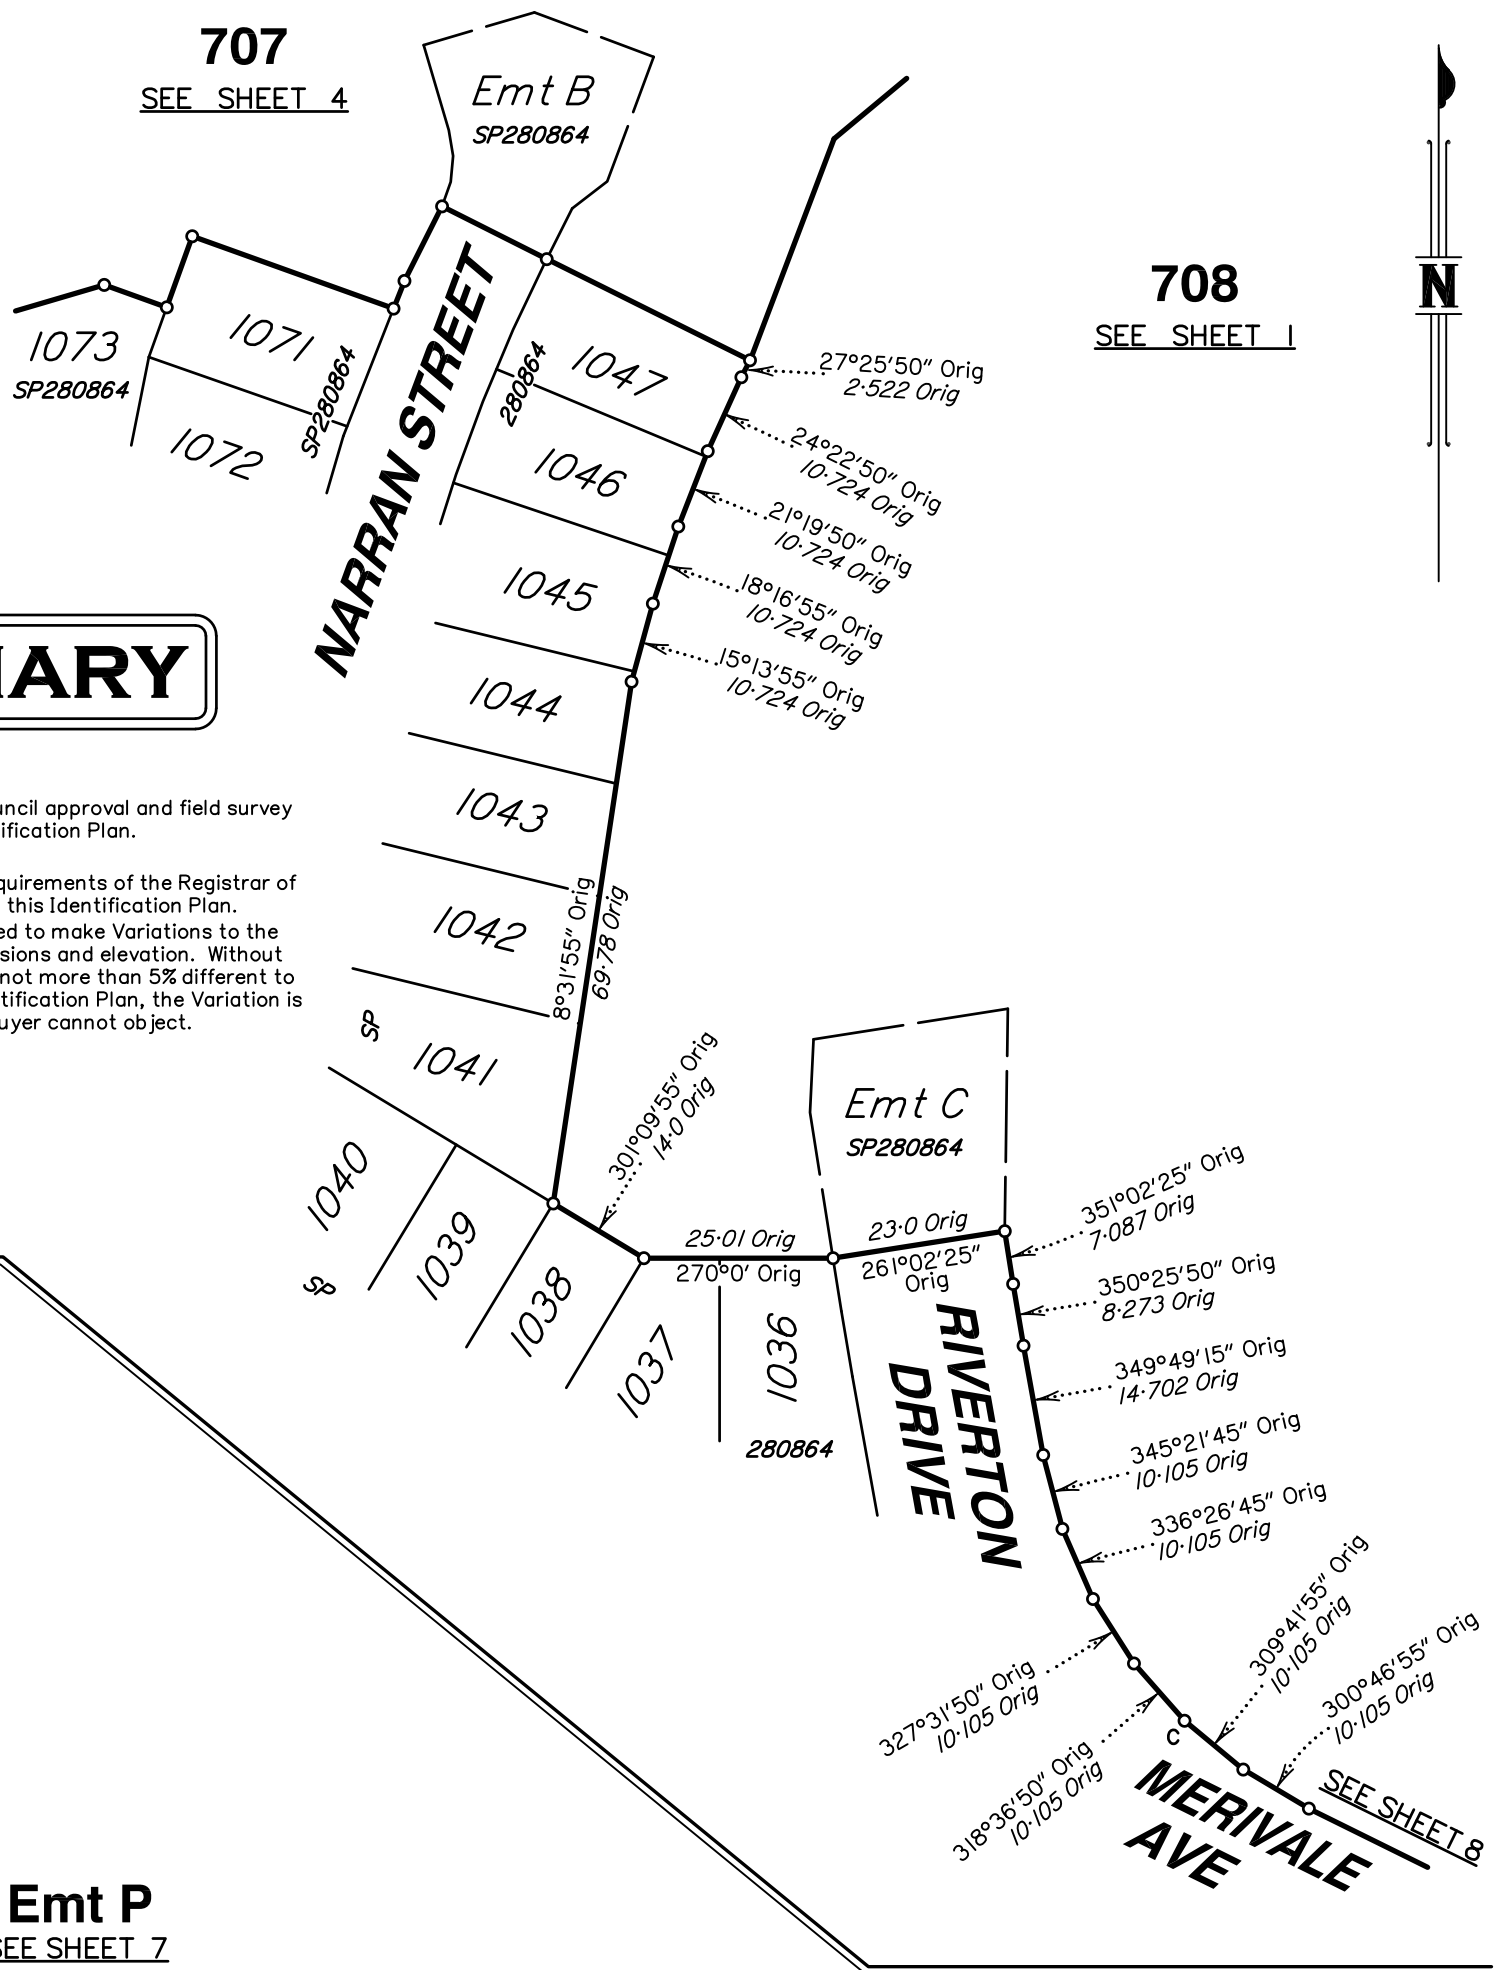 707
SEE SHEET 4
Emt B
SP280864
N
708
SEE SHEET 1
1073
SP280864
1071
SP280864
1072
NARRAN STREET
280864
1047
1046
1045
1044
1043
1042
1041
SP
1040
1039
SP
1038
1037
1036
280864
27°25'50" Orig
2·522 Orig
24°22'50" Orig
10·724 Orig
21°19'50" Orig
10·724 Orig
18°16'55" Orig
10·724 Orig
15°13'55" Orig
10·724 Orig
8°31'55" Orig
69·78 Orig
uncil approval and field survey
ification Plan.
quirements of the Registrar of
this Identification Plan.
ed to make Variations to the
sions and elevation. Without
not more than 5% different to
tification Plan, the Variation is
uyer cannot object.
301°09'55" Orig
14·0 Orig
25·01 Orig
270°0' Orig
Emt C
SP280864
23·0 Orig
261°02'25"
Orig
351°02'25" Orig
7·087 Orig
350°25'50" Orig
8·273 Orig
349°49'15" Orig
14·702 Orig
345°21'45" Orig
10·105 Orig
336°26'45" Orig
10·105 Orig
RIVERTON
DRIVE
327°31'50" Orig
10·105 Orig
318°36'50" Orig
10·105 Orig
309°41'55" Orig
10·105 Orig
300°46'55" Orig
10·105 Orig
C
MERIVALE
AVE
SEE SHEET 8
Emt P
SEE SHEET 7